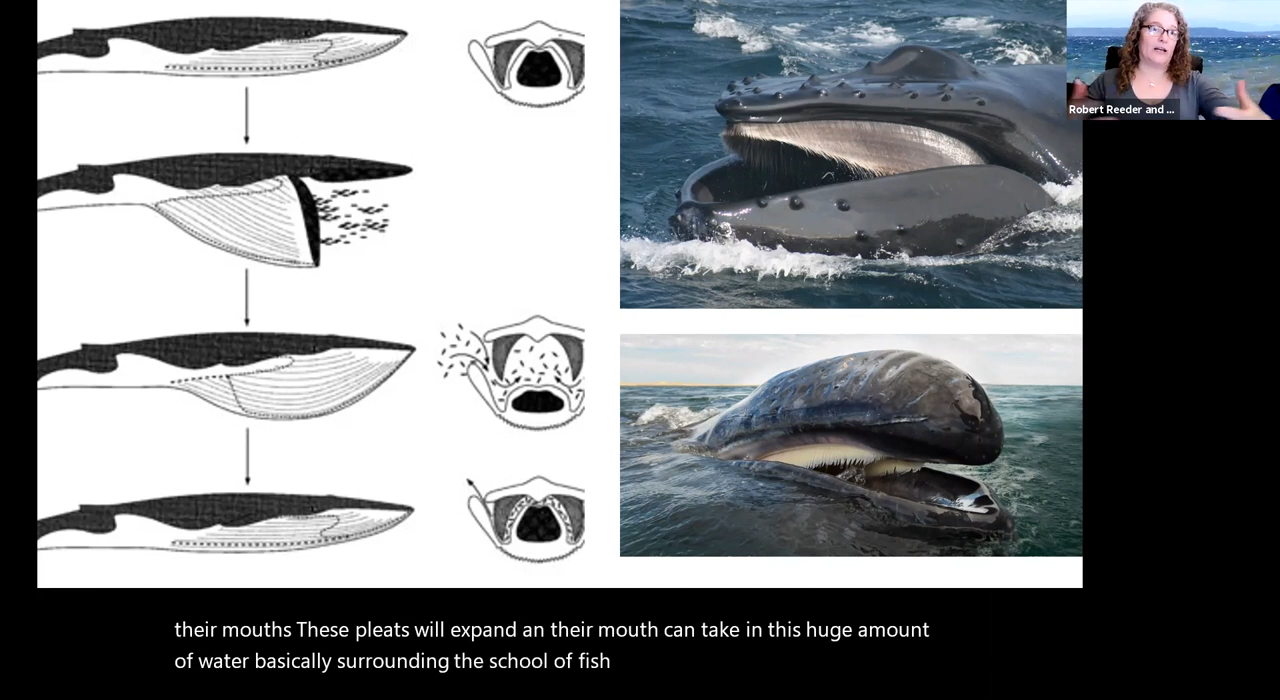 Robert Reeder and ...
their mouths These pleats will expand an their mouth can take in this huge amount
of water basically surrounding the school of fish